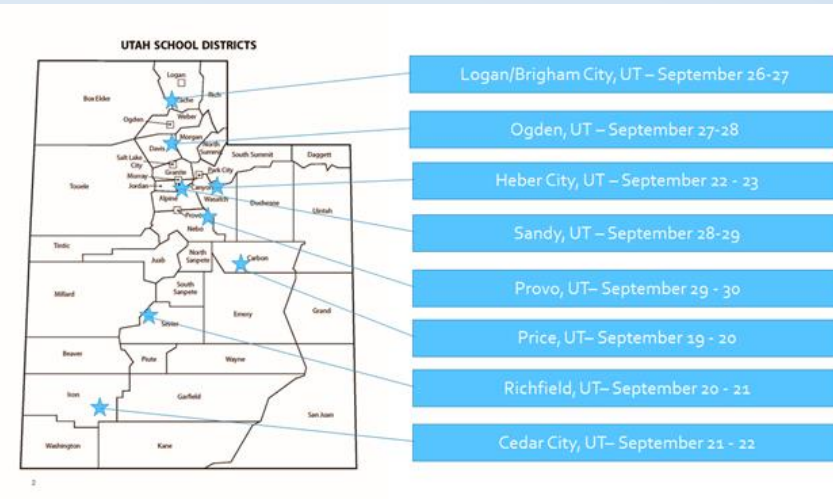 UTAH SCHOOL DISTRICTS
Logan
Cache
Rich
Box Elder
Ogden
Weber
Morgan
Davis
North
Summit
Salt Lake
City
South Summit
Daggett
Granite
Park City
Murray
Jordan
Canyons
Tooele
Alpine
Wasatch
Duchesne
Uintah
Provo
Nebo
Tintic
Juab
North
Sanpete
Carbon
Millard
South
Sanpete
Emery
Grand
Sevier
Beaver
Piute
Wayne
Iron
Garfield
San Juan
Washington
Kane
2
Logan/Brigham City, UT – September 26-27
Ogden, UT – September 27-28
Heber City, UT – September 22 - 23
Sandy, UT – September 28-29
Provo, UT– September 29 - 30
Price, UT– September 19 - 20
Richfield, UT– September 20 - 21
Cedar City, UT– September 21 - 22